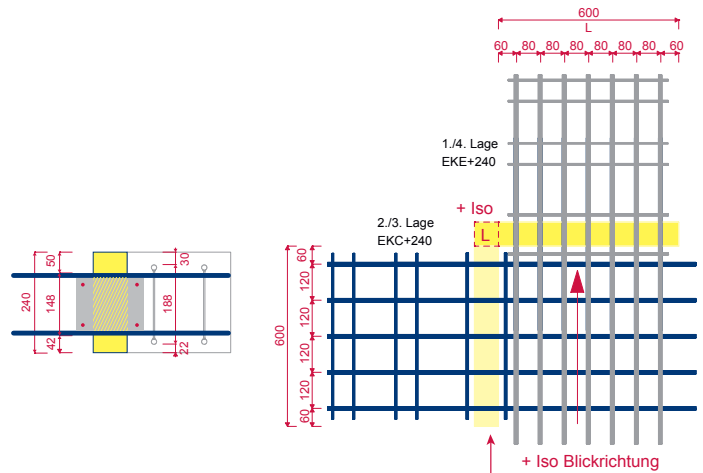 600
L
60 80 80 80 80 80 80 60
1./4. Lage
EKE+240
+ Iso
2./3. Lage
EKC+240
L
50
30
240
148
188
42
22
600
60
120
120
120
120
60
+ Iso Blickrichtung